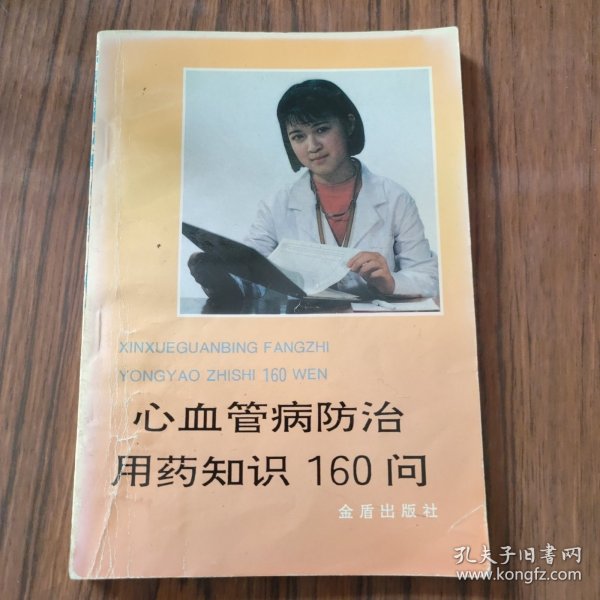 XINXUEGUANBING FANGZHI
YONGYAO ZHISHI 160 WEN
心血管病防治
用药知识 160 问
金盾出版社
孔夫子旧书网
www.kongfz.com